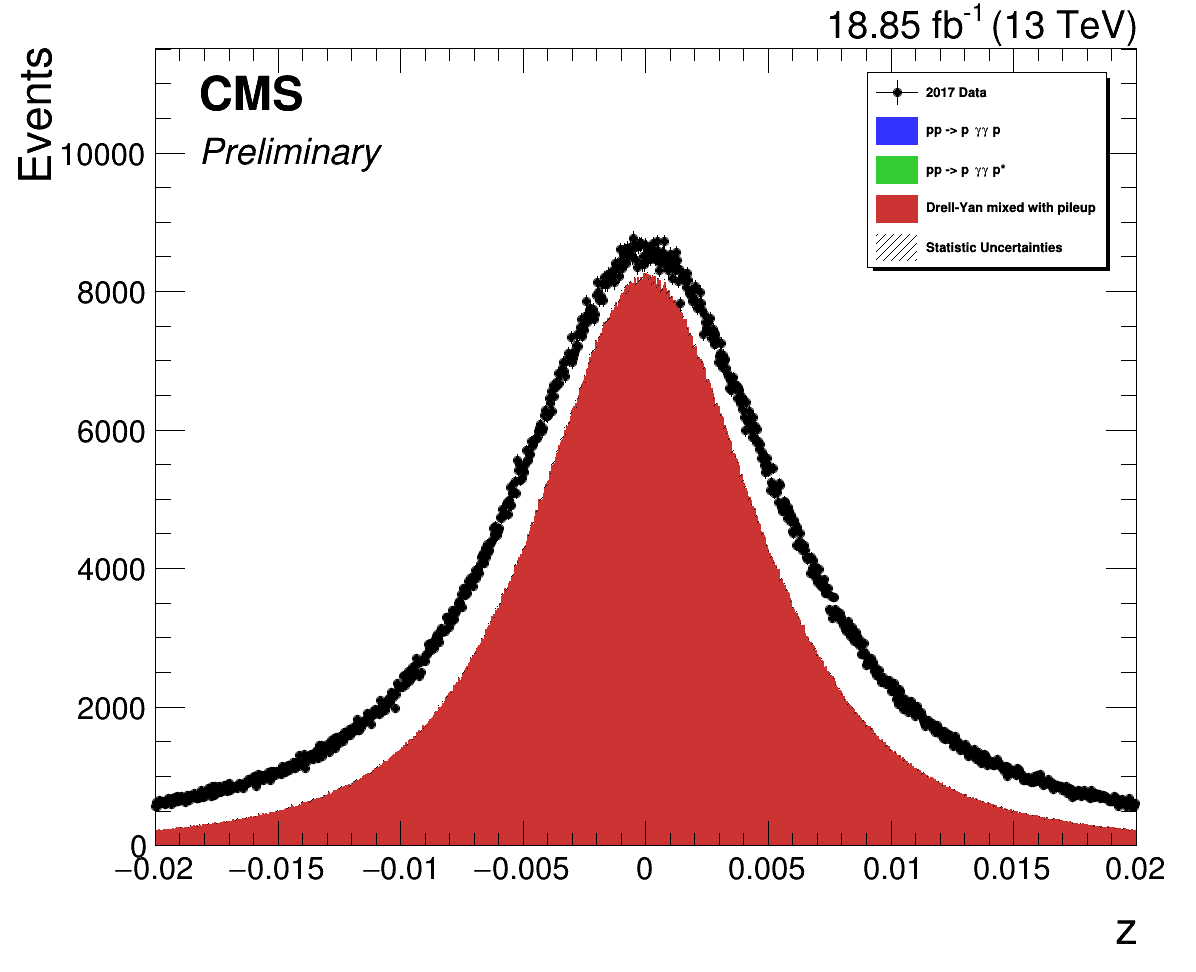 18.85 fb⁻¹ (13 TeV)
Events
CMS
Preliminary
2017 Data
pp -> p γγ p
pp -> p γγ p*
Drell-Yan mixed with pileup
Statistic Uncertainties
10000
8000
6000
4000
2000
0
−0.02 −0.015 −0.01 −0.005 0 0.005 0.01 0.015 0.02
z